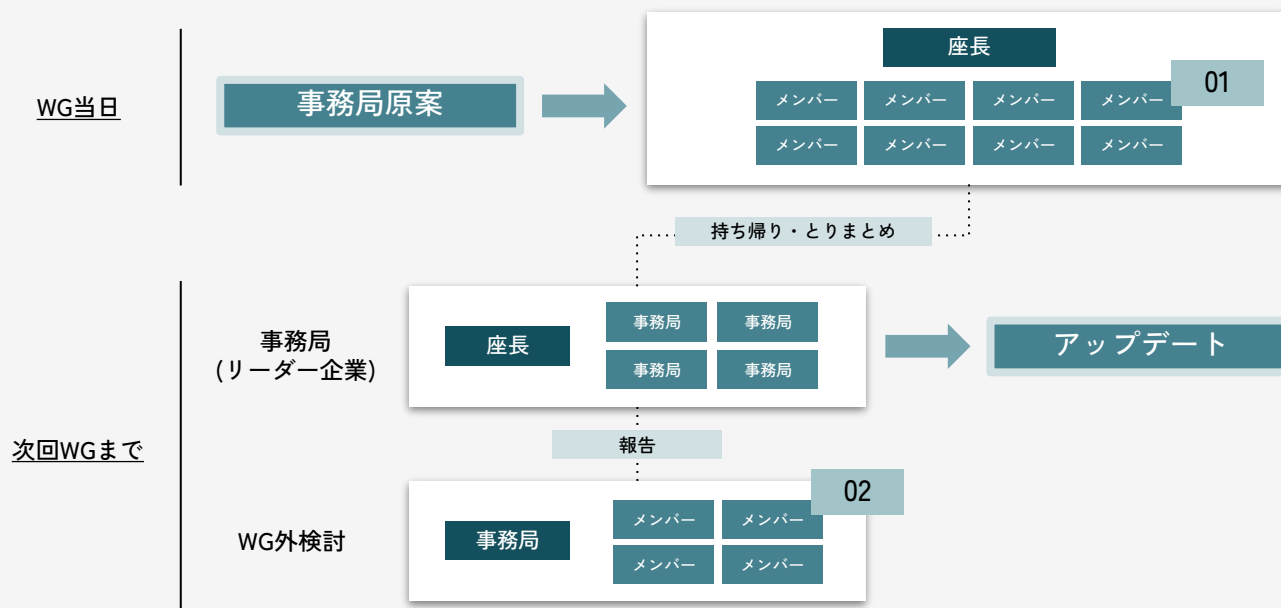 WG当日
事務局原案
座長
01
メンバー メンバー メンバー メンバー
メンバー メンバー メンバー メンバー
持ち帰り・とりまとめ
次回WGまで
事務局
(リーダー企業)
座長
事務局 事務局
事務局 事務局
アップデート
報告
WG外検討
事務局
02
メンバー メンバー
メンバー メンバー